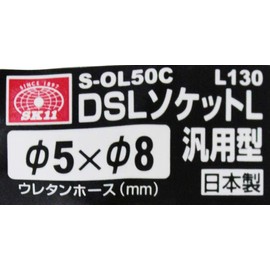 SINCE 1897
SK11
S-OL50C L130
DSLソケットL
φ5×φ8
汎用型
ウレタンホース(mm)
日本製